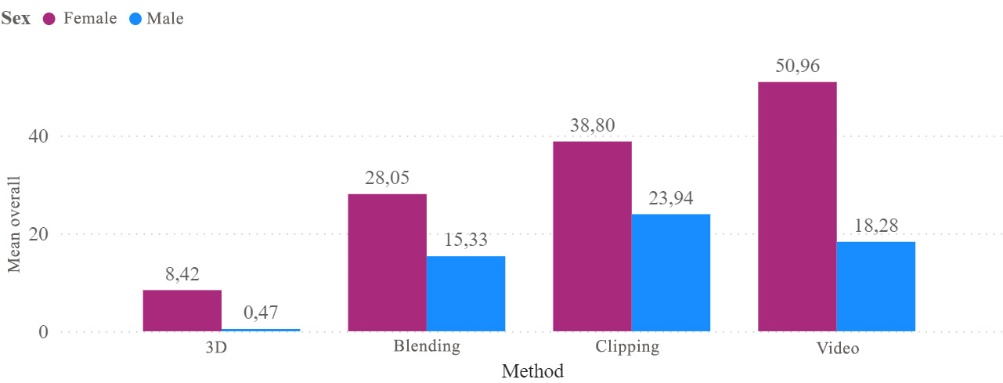 Sex Female Male
50,96
38,80
28,05
23,94
18,28
15,33
8,42
0,47
Mean overall
40
20
0
3D Blending Clipping Video
Method